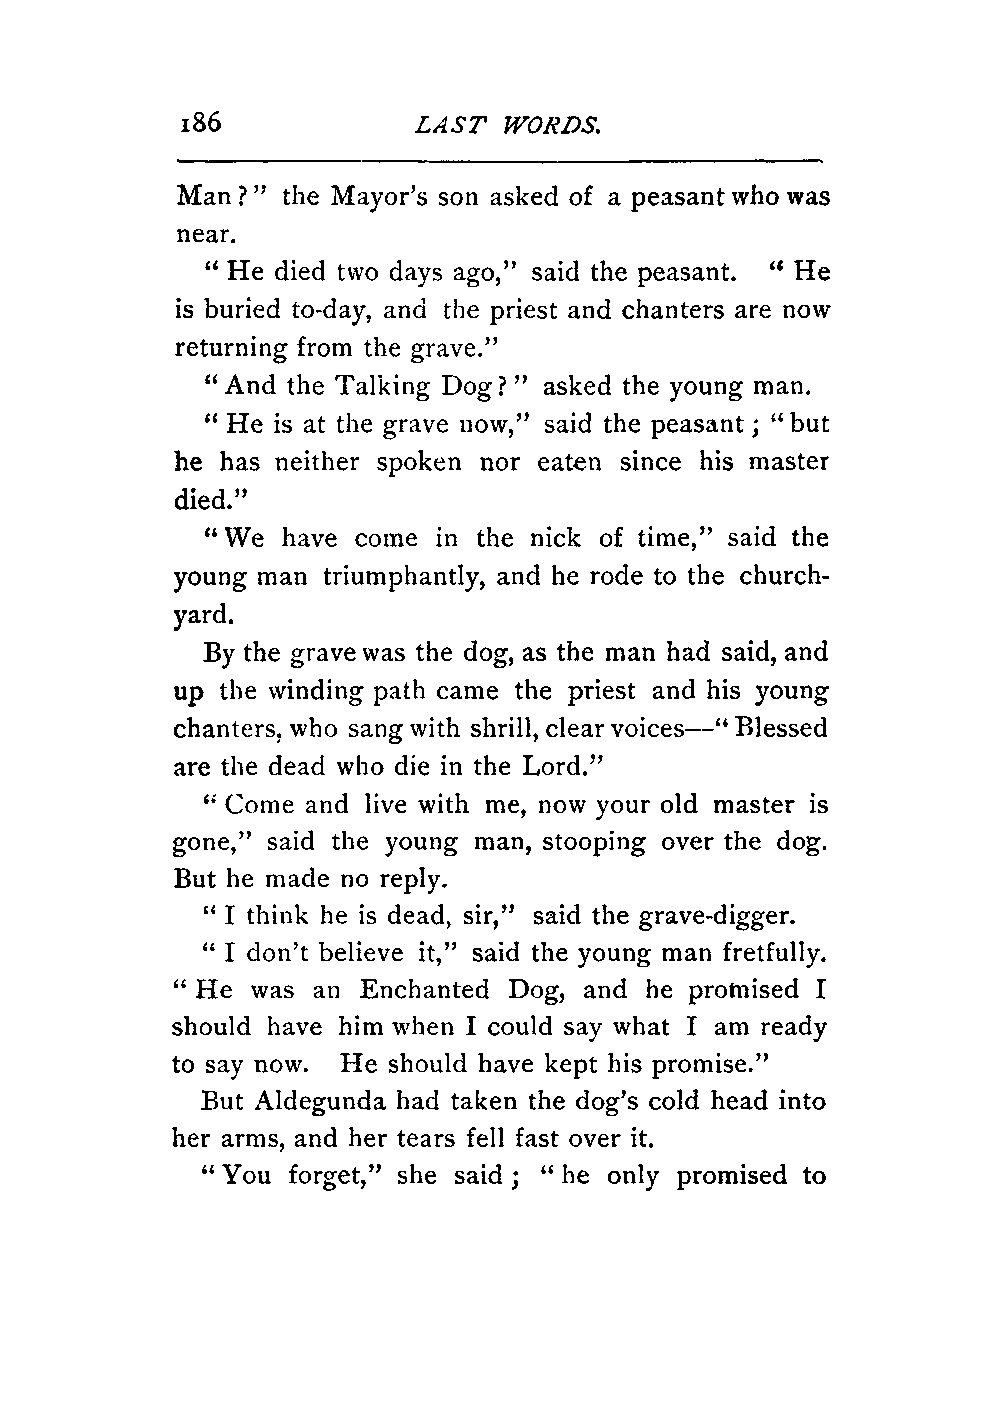 186 LAST WORDS.
Man?" the Mayor's son asked of a peasant who was
near.
"He died two days ago," said the peasant. "He
is buried to-day, and the priest and chanters are now
returning from the grave."
"And the Talking Dog?" asked the young man.
"He is at the grave now," said the peasant; "but
he has neither spoken nor eaten since his master
died."
"We have come in the nick of time," said the
young man triumphantly, and he rode to the church-
yard.
By the grave was the dog, as the man had said, and
up the winding path came the priest and his young
chanters, who sang with shrill, clear voices—"Blessed
are the dead who die in the Lord."
"Come and live with me, now your old master is
gone," said the young man, stooping over the dog.
But he made no reply.
"I think he is dead, sir," said the grave-digger.
"I don't believe it," said the young man fretfully.
"He was an Enchanted Dog, and he promised I
should have him when I could say what I am ready
to say now. He should have kept his promise."
But Aldegunda had taken the dog's cold head into
her arms, and her tears fell fast over it.
"You forget," she said; "he only promised to